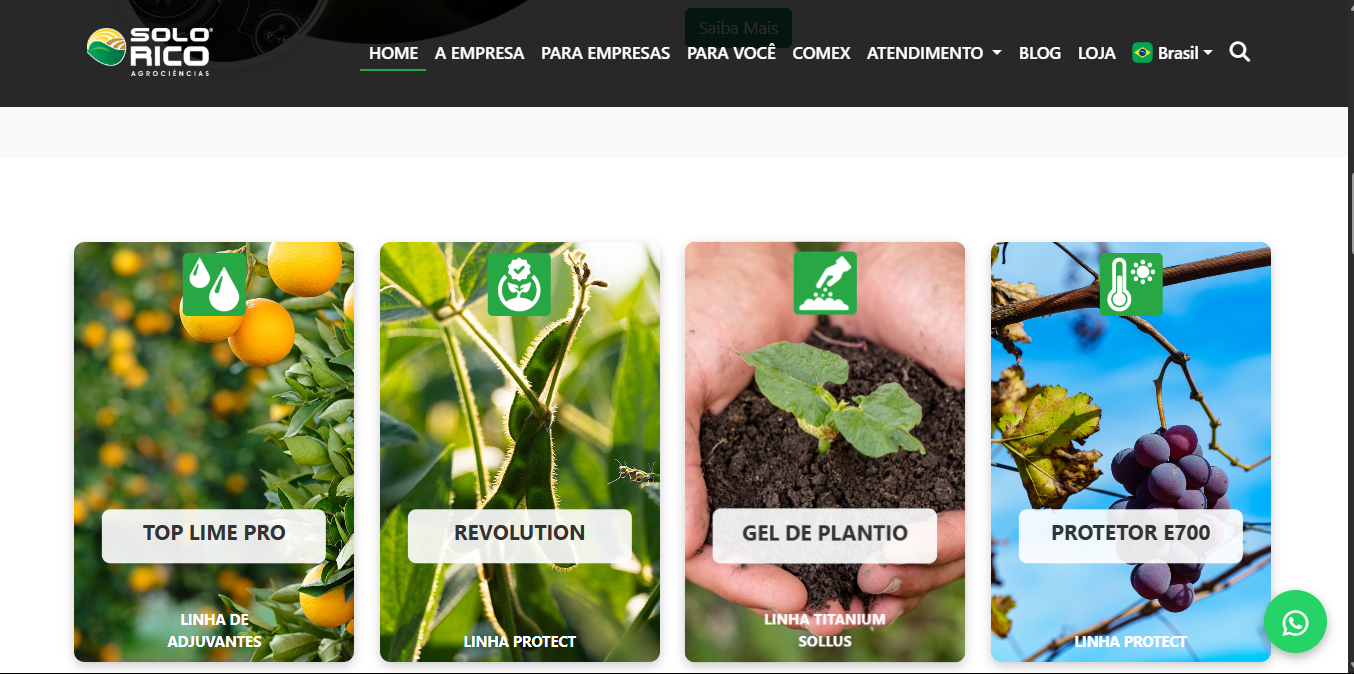 Saiba Mais
SOLO
RICO
AGROCIÊNCIAS
HOME A EMPRESA PARA EMPRESAS PARA VOCÊ COMEX ATENDIMENTO BLOG LOJA Brasil
TOP LIME PRO
REVOLUTION
GEL DE PLANTIO
PROTETOR E700
LINHA DE
ADJUVANTES
LINHA PROTECT
LINHA TITANIUM
SOLLUS
LINHA PROTECT